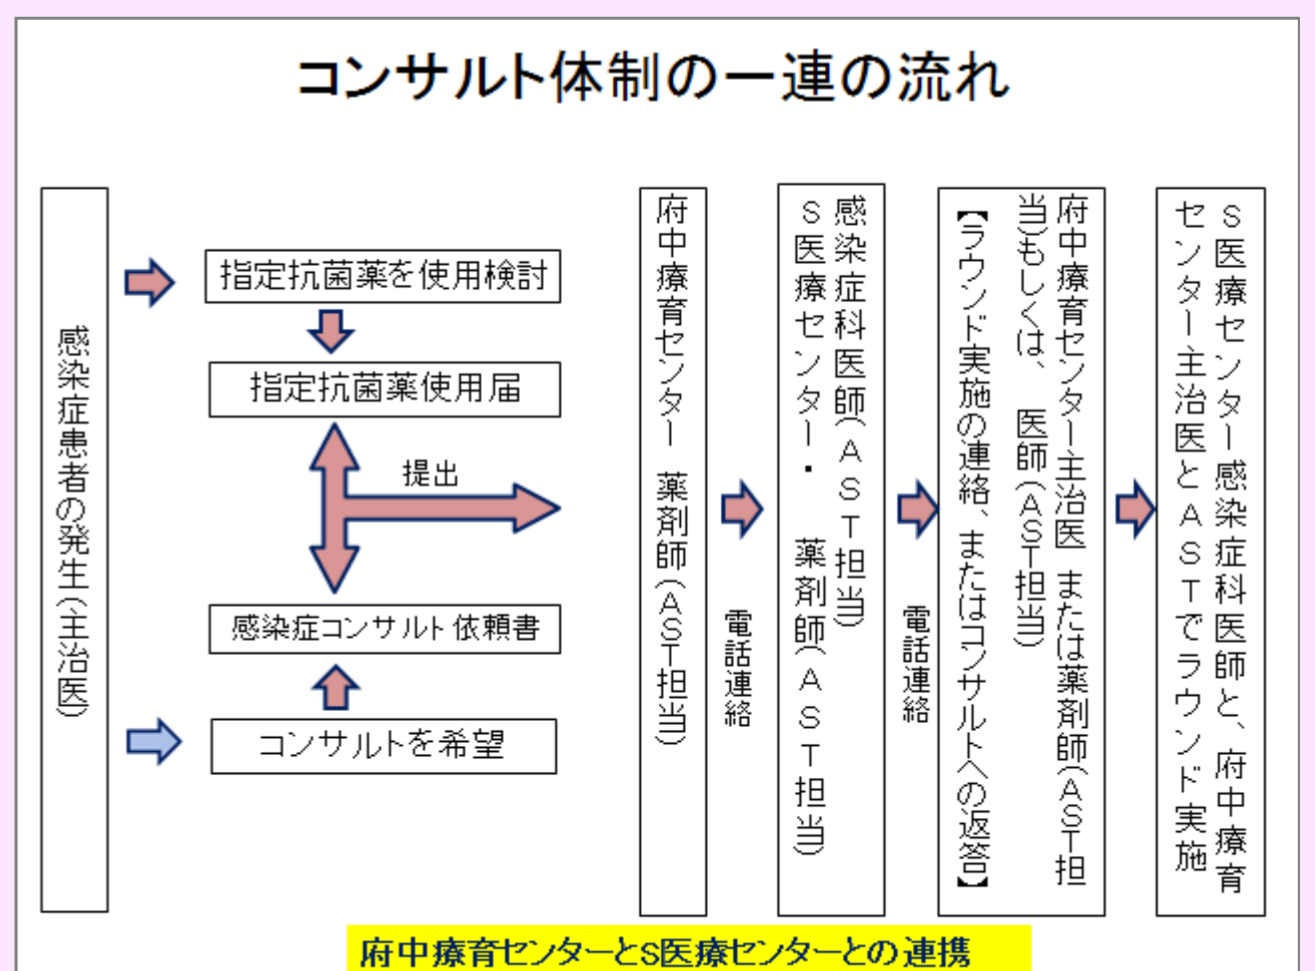 コンサルト体制の一連の流れ
感染症患者の発生(主治医)
指定抗菌薬を使用検討
指定抗菌薬使用届
提出
感染症コンサルト依頼書
コンサルトを希望
府中療育センター 薬剤師(AST担当)
電話連絡
感染症科医師(AST担当)
S医療センター・ 薬剤師(AST担当)
電話連絡
府中療育センター主治医 または薬剤師(AST担
当)もしくは、 医師(AST担当)
【ラウンド実施の連絡、またはコンサルトへの返答】
S医療センター感染症科医師と、府中療育
センター主治医とASTでラウンド実施
府中療育センターとS医療センターとの連携